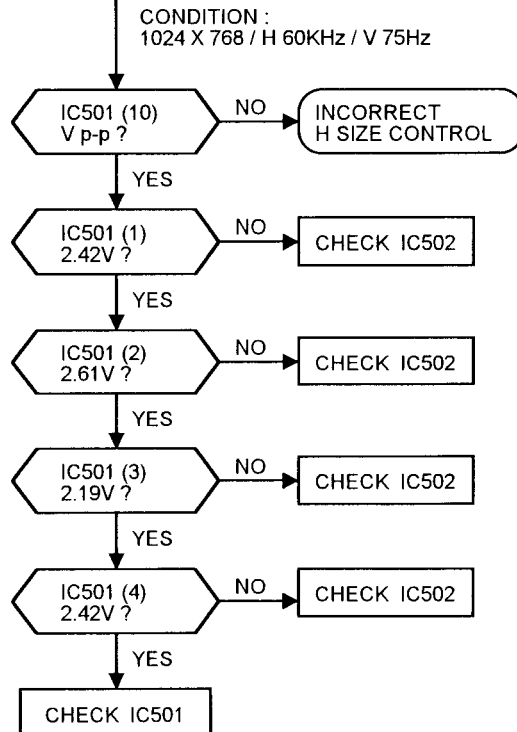 CONDITION :
1024 X 768 / H 60KHz / V 75Hz
IC501 (10)
V p-p ?
NO
INCORRECT
H SIZE CONTROL
YES
IC501 (1)
2.42V ?
NO
CHECK IC502
YES
IC501 (2)
2.61V ?
NO
CHECK IC502
YES
IC501 (3)
2.19V ?
NO
CHECK IC502
YES
IC501 (4)
2.42V ?
NO
CHECK IC502
YES
CHECK IC501